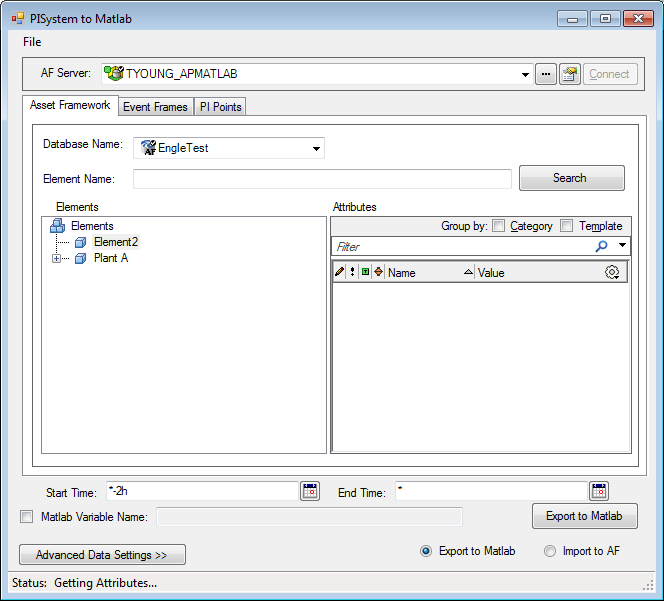 PISystem to Matlab
File
AF Server: TYOUNG_APMATLAB ... Connect
Asset Framework Event Frames PI Points
Database Name: AF EngleTest
Element Name: Search
Elements Attributes
Elements Group by: Category Template
Element2 Filter
Plant A Name Value
Start Time: *-2h End Time: *
Matlab Variable Name: Export to Matlab
Advanced Data Settings >> Export to Matlab Import to AF
Status: Getting Attributes...